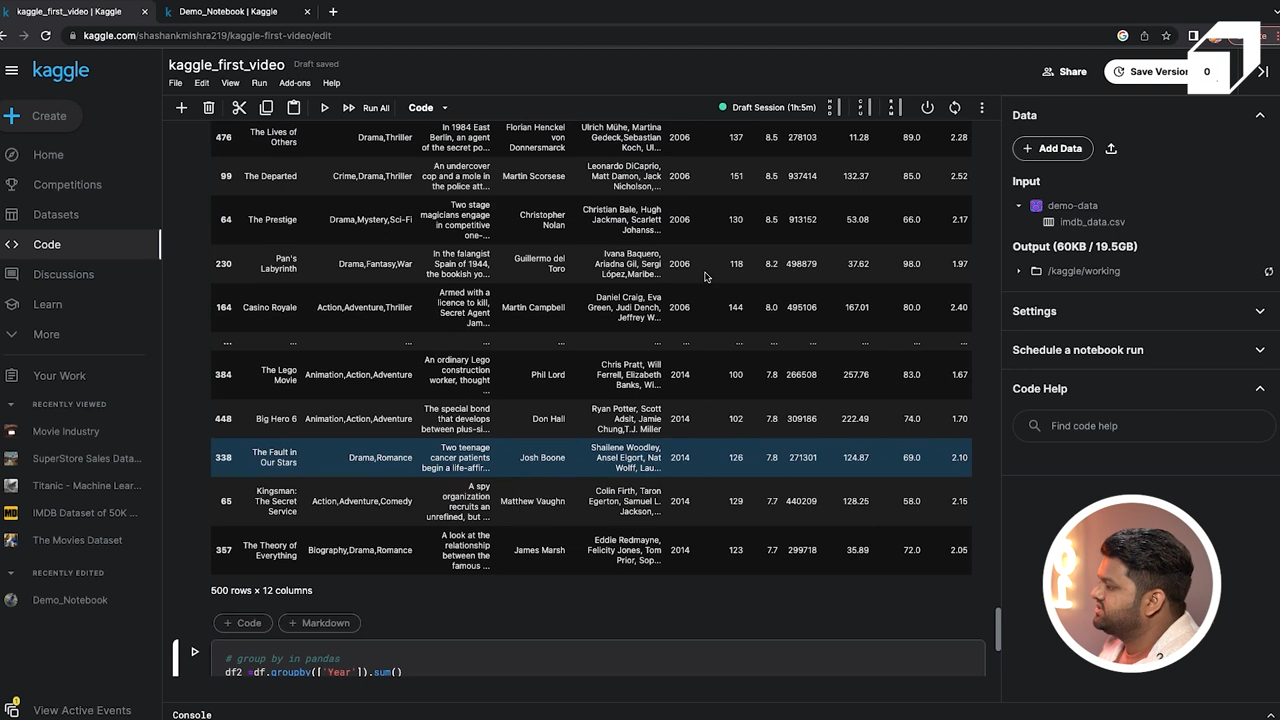 kaggle_first_video | Kaggle
Demo_Notebook | Kaggle
kaggle.com/shashankmishra219/kaggle-first-video/edit
kaggle
kaggle_first_video
Draft saved
File Edit View Run Add-ons Help
Share
Save Version
0
Run All
Code
Draft Session (1h:5m)
Create
Home
Competitions
Datasets
Code
Discussions
Learn
More
Your Work
RECENTLY VIEWED
Movie Industry
SuperStore Sales Data...
Titanic - Machine Lear...
IMDB Dataset of 50K ...
The Movies Dataset
RECENTLY EDITED
Demo_Notebook
View Active Events
476 The Lives of Others Drama,Thriller In 1984 East Berlin, an agent of the secret po... Florian Henckel von Donnersmarck Ulrich Mühe, Martina Gedeck,Sebastian Koch, Ul... 2006 137 8.5 278103 11.28 89.0 2.28
99 The Departed Crime,Drama,Thriller An undercover cop and a mole in the police att... Martin Scorsese Leonardo DiCaprio, Matt Damon, Jack Nicholson,... 2006 151 8.5 937414 132.37 85.0 2.52
64 The Prestige Drama,Mystery,Sci-Fi Two stage magicians engage in competitive one-... Christopher Nolan Christian Bale, Hugh Jackman, Scarlett Johanss... 2006 130 8.5 913152 53.08 66.0 2.17
230 Pan's Labyrinth Drama,Fantasy,War In the falangist Spain of 1944, the bookish yo... Guillermo del Toro Ivana Baquero, Ariadna Gil, Sergi López,Maribe... 2006 118 8.2 498879 37.62 98.0 1.97
164 Casino Royale Action,Adventure,Thriller Armed with a licence to kill, Secret Agent Jam... Martin Campbell Daniel Craig, Eva Green, Judi Dench, Jeffrey W... 2006 144 8.0 495106 167.01 80.0 2.40
... ... ... ... ... ... ... ... ... ... ... ... ...
384 The Lego Movie Animation,Action,Adventure An ordinary Lego construction worker, thought ... Phil Lord Chris Pratt, Will Ferrell, Elizabeth Banks, Wi... 2014 100 7.8 266508 257.76 83.0 1.67
448 Big Hero 6 Animation,Action,Adventure The special bond that develops between plus-si... Don Hall Ryan Potter, Scott Adsit, Jamie Chung,T.J. Miller 2014 102 7.8 309186 222.49 74.0 1.70
338 The Fault in Our Stars Drama,Romance Two teenage cancer patients begin a life-affir... Josh Boone Shailene Woodley, Ansel Elgort, Nat Wolff, Lau... 2014 126 7.8 271301 124.87 69.0 2.10
65 Kingsman: The Secret Service Action,Adventure,Comedy A spy organization recruits an unrefined, but ... Matthew Vaughn Colin Firth, Taron Egerton, Samuel L. Jackson,... 2014 129 7.7 440209 128.25 58.0 2.15
357 The Theory of Everything Biography,Drama,Romance A look at the relationship between the famous ... James Marsh Eddie Redmayne, Felicity Jones, Tom Prior, Sop... 2014 123 7.7 299718 35.89 72.0 2.05
500 rows × 12 columns
+ Code
+ Markdown
# group by in pandas
df2 =df.groupby(['Year']).sum()
Console
Data
Add Data
Input
demo-data
imdb_data.csv
Output (60KB / 19.5GB)
/kaggle/working
Settings
Schedule a notebook run
Code Help
Find code help